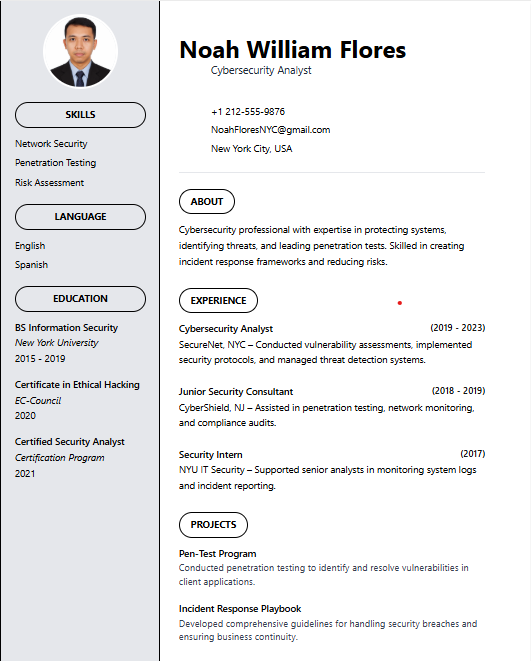 Noah William Flores
Cybersecurity Analyst
+1 212-555-9876
NoahFloresNYC@gmail.com
New York City, USA
SKILLS
Network Security
Penetration Testing
Risk Assessment
LANGUAGE
English
Spanish
EDUCATION
BS Information Security
New York University
2015 - 2019
Certificate in Ethical Hacking
EC-Council
2020
Certified Security Analyst
Certification Program
2021
ABOUT
Cybersecurity professional with expertise in protecting systems,
identifying threats, and leading penetration tests. Skilled in creating
incident response frameworks and reducing risks.
EXPERIENCE
Cybersecurity Analyst (2019 - 2023)
SecureNet, NYC – Conducted vulnerability assessments, implemented
security protocols, and managed threat detection systems.
Junior Security Consultant (2018 - 2019)
CyberShield, NJ – Assisted in penetration testing, network monitoring,
and compliance audits.
Security Intern (2017)
NYU IT Security – Supported senior analysts in monitoring system logs
and incident reporting.
PROJECTS
Pen-Test Program
Conducted penetration testing to identify and resolve vulnerabilities in
client applications.
Incident Response Playbook
Developed comprehensive guidelines for handling security breaches and
ensuring business continuity.